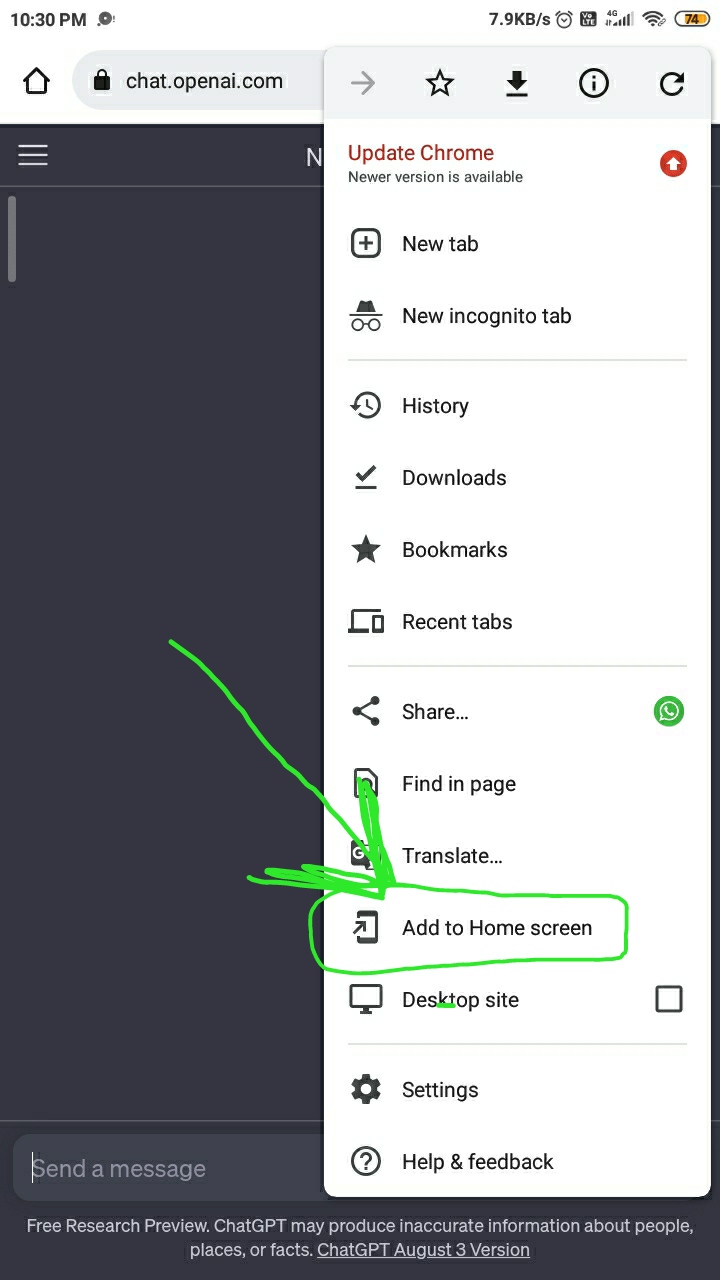 10:30 PM
7.9KB/s
Vo LTE
4G
74
chat.openai.com
Update Chrome
Newer version is available
N
New tab
New incognito tab
History
Downloads
Bookmarks
Recent tabs
Share...
Find in page
G
Translate...
Add to Home screen
Desktop site
Settings
Send a message
Help & feedback
Free Research Preview. ChatGPT may produce inaccurate information about people,
places, or facts. ChatGPT August 3 Version